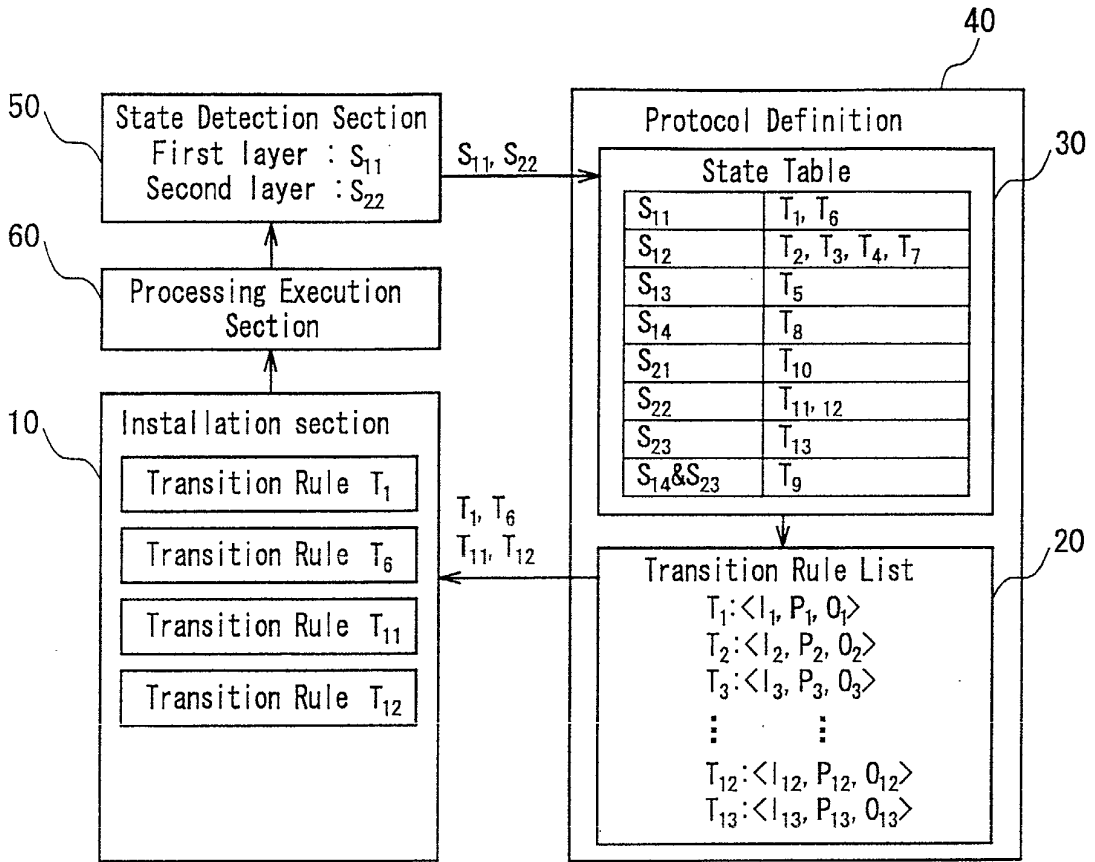 40
50
State Detection Section
First layer : S₁₁
Second layer :S₂₂
S₁₁, S₂₂
Protocol Definition
30
State Table
S₁₁ T₁, T₆
S₁₂ T₂, T₃, T₄, T₇
S₁₃ T₅
S₁₄ T₈
S₂₁ T₁₀
S₂₂ T₁₁, ₁₂
S₂₃ T₁₃
S₁₄&S₂₃ T₉
60
Processing Execution
Section
10
Installation section
Transition Rule T₁
Transition Rule T₆
Transition Rule T₁₁
Transition Rule T₁₂
T₁, T₆
T₁₁, T₁₂
20
Transition Rule List
T₁:<I₁, P₁, O₁>
T₂:<I₂, P₂, O₂>
T₃:<I₃, P₃, O₃>
⋮ ⋮
T₁₂:<I₁₂, P₁₂, O₁₂>
T₁₃:<I₁₃, P₁₃, O₁₃>